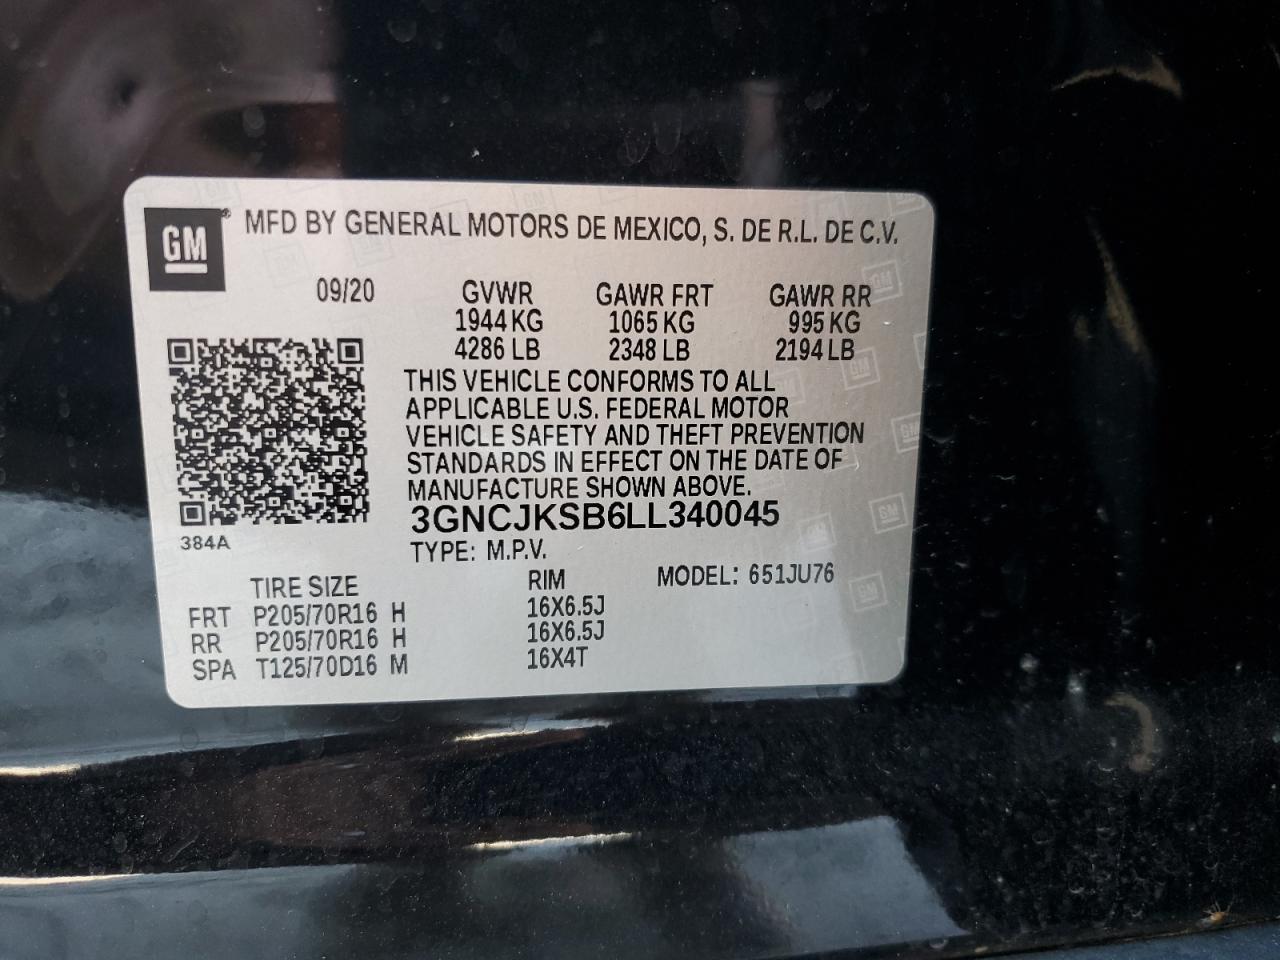 GM® MFD BY GENERAL MOTORS DE MEXICO, S. DE R.L. DE C.V.
09/20 GVWR GAWR FRT GAWR RR
1944 KG 1065 KG 995 KG
4286 LB 2348 LB 2194 LB
THIS VEHICLE CONFORMS TO ALL
APPLICABLE U.S. FEDERAL MOTOR
VEHICLE SAFETY AND THEFT PREVENTION
STANDARDS IN EFFECT ON THE DATE OF
MANUFACTURE SHOWN ABOVE.
3GNCJKSB6LL340045
384A
TYPE: M.P.V.
TIRE SIZE RIM MODEL: 651JU76
FRT P205/70R16 H 16X6.5J
RR P205/70R16 H 16X6.5J
SPA T125/70D16 M 16X4T